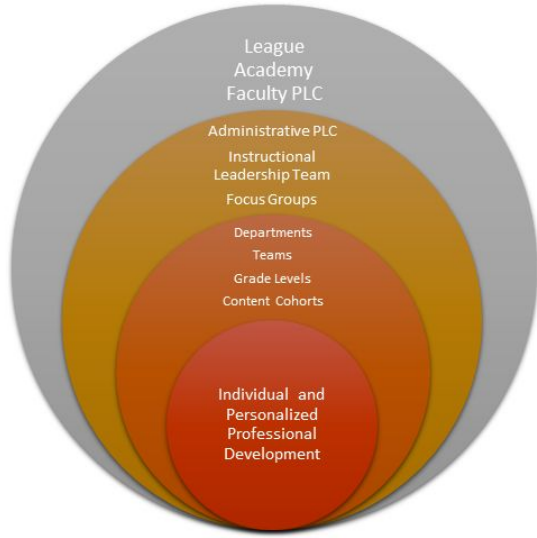 League
Academy
Faculty PLC
Administrative PLC
Instructional
Leadership Team
Focus Groups
Departments
Teams
Grade Levels
Content Cohorts
Individual and
Personalized
Professional
Development